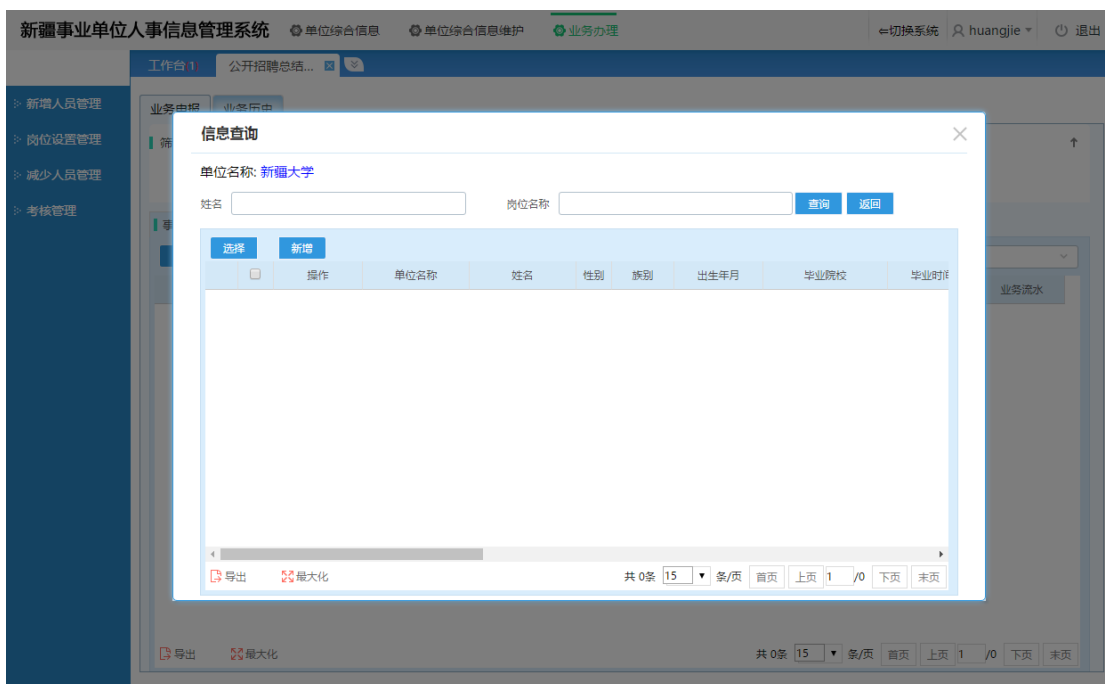 新疆事业单位人事信息管理系统 单位综合信息 单位综合信息维护 业务办理 ⇐切换系统 huangjie 退出
工作台1 公开招聘总结...
新增人员管理
岗位设置管理
减少人员管理
考核管理
业务申报 业务历史
筛
信息查询
单位名称: 新疆大学
姓名 岗位名称 查询 返回
事
选择 新增
操作 单位名称 姓名 性别 族别 出生年月 毕业院校 毕业时间
业务流水
导出 最大化 共 0条 15 条/页 首页 上页 1 /0 下页 末页
导出 最大化 共 0条 15 条/页 首页 上页 1 /0 下页 末页